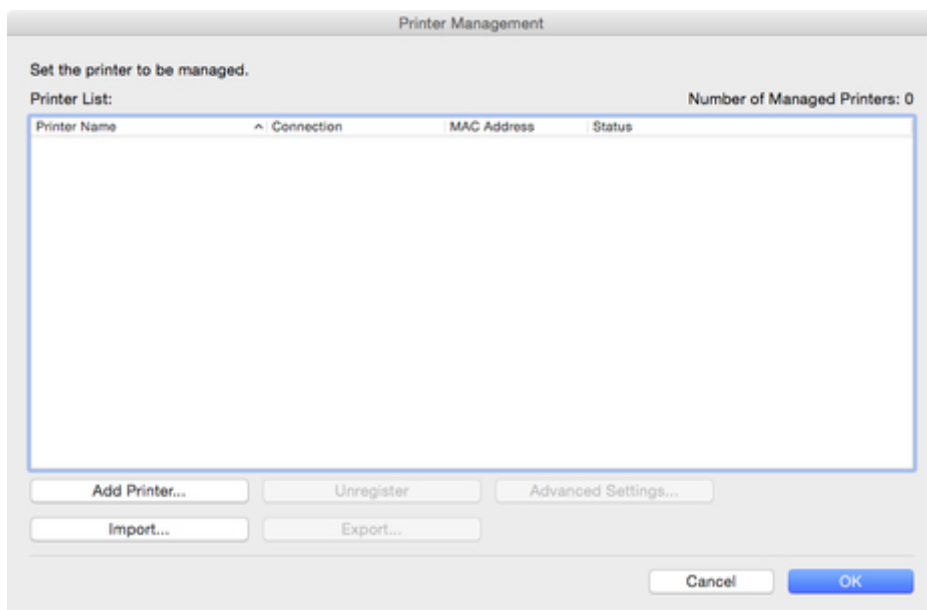 Printer Management
Set the printer to be managed.
Printer List: Number of Managed Printers: 0
Printer Name Connection MAC Address Status
Add Printer... Unregister Advanced Settings...
Import... Export...
Cancel OK